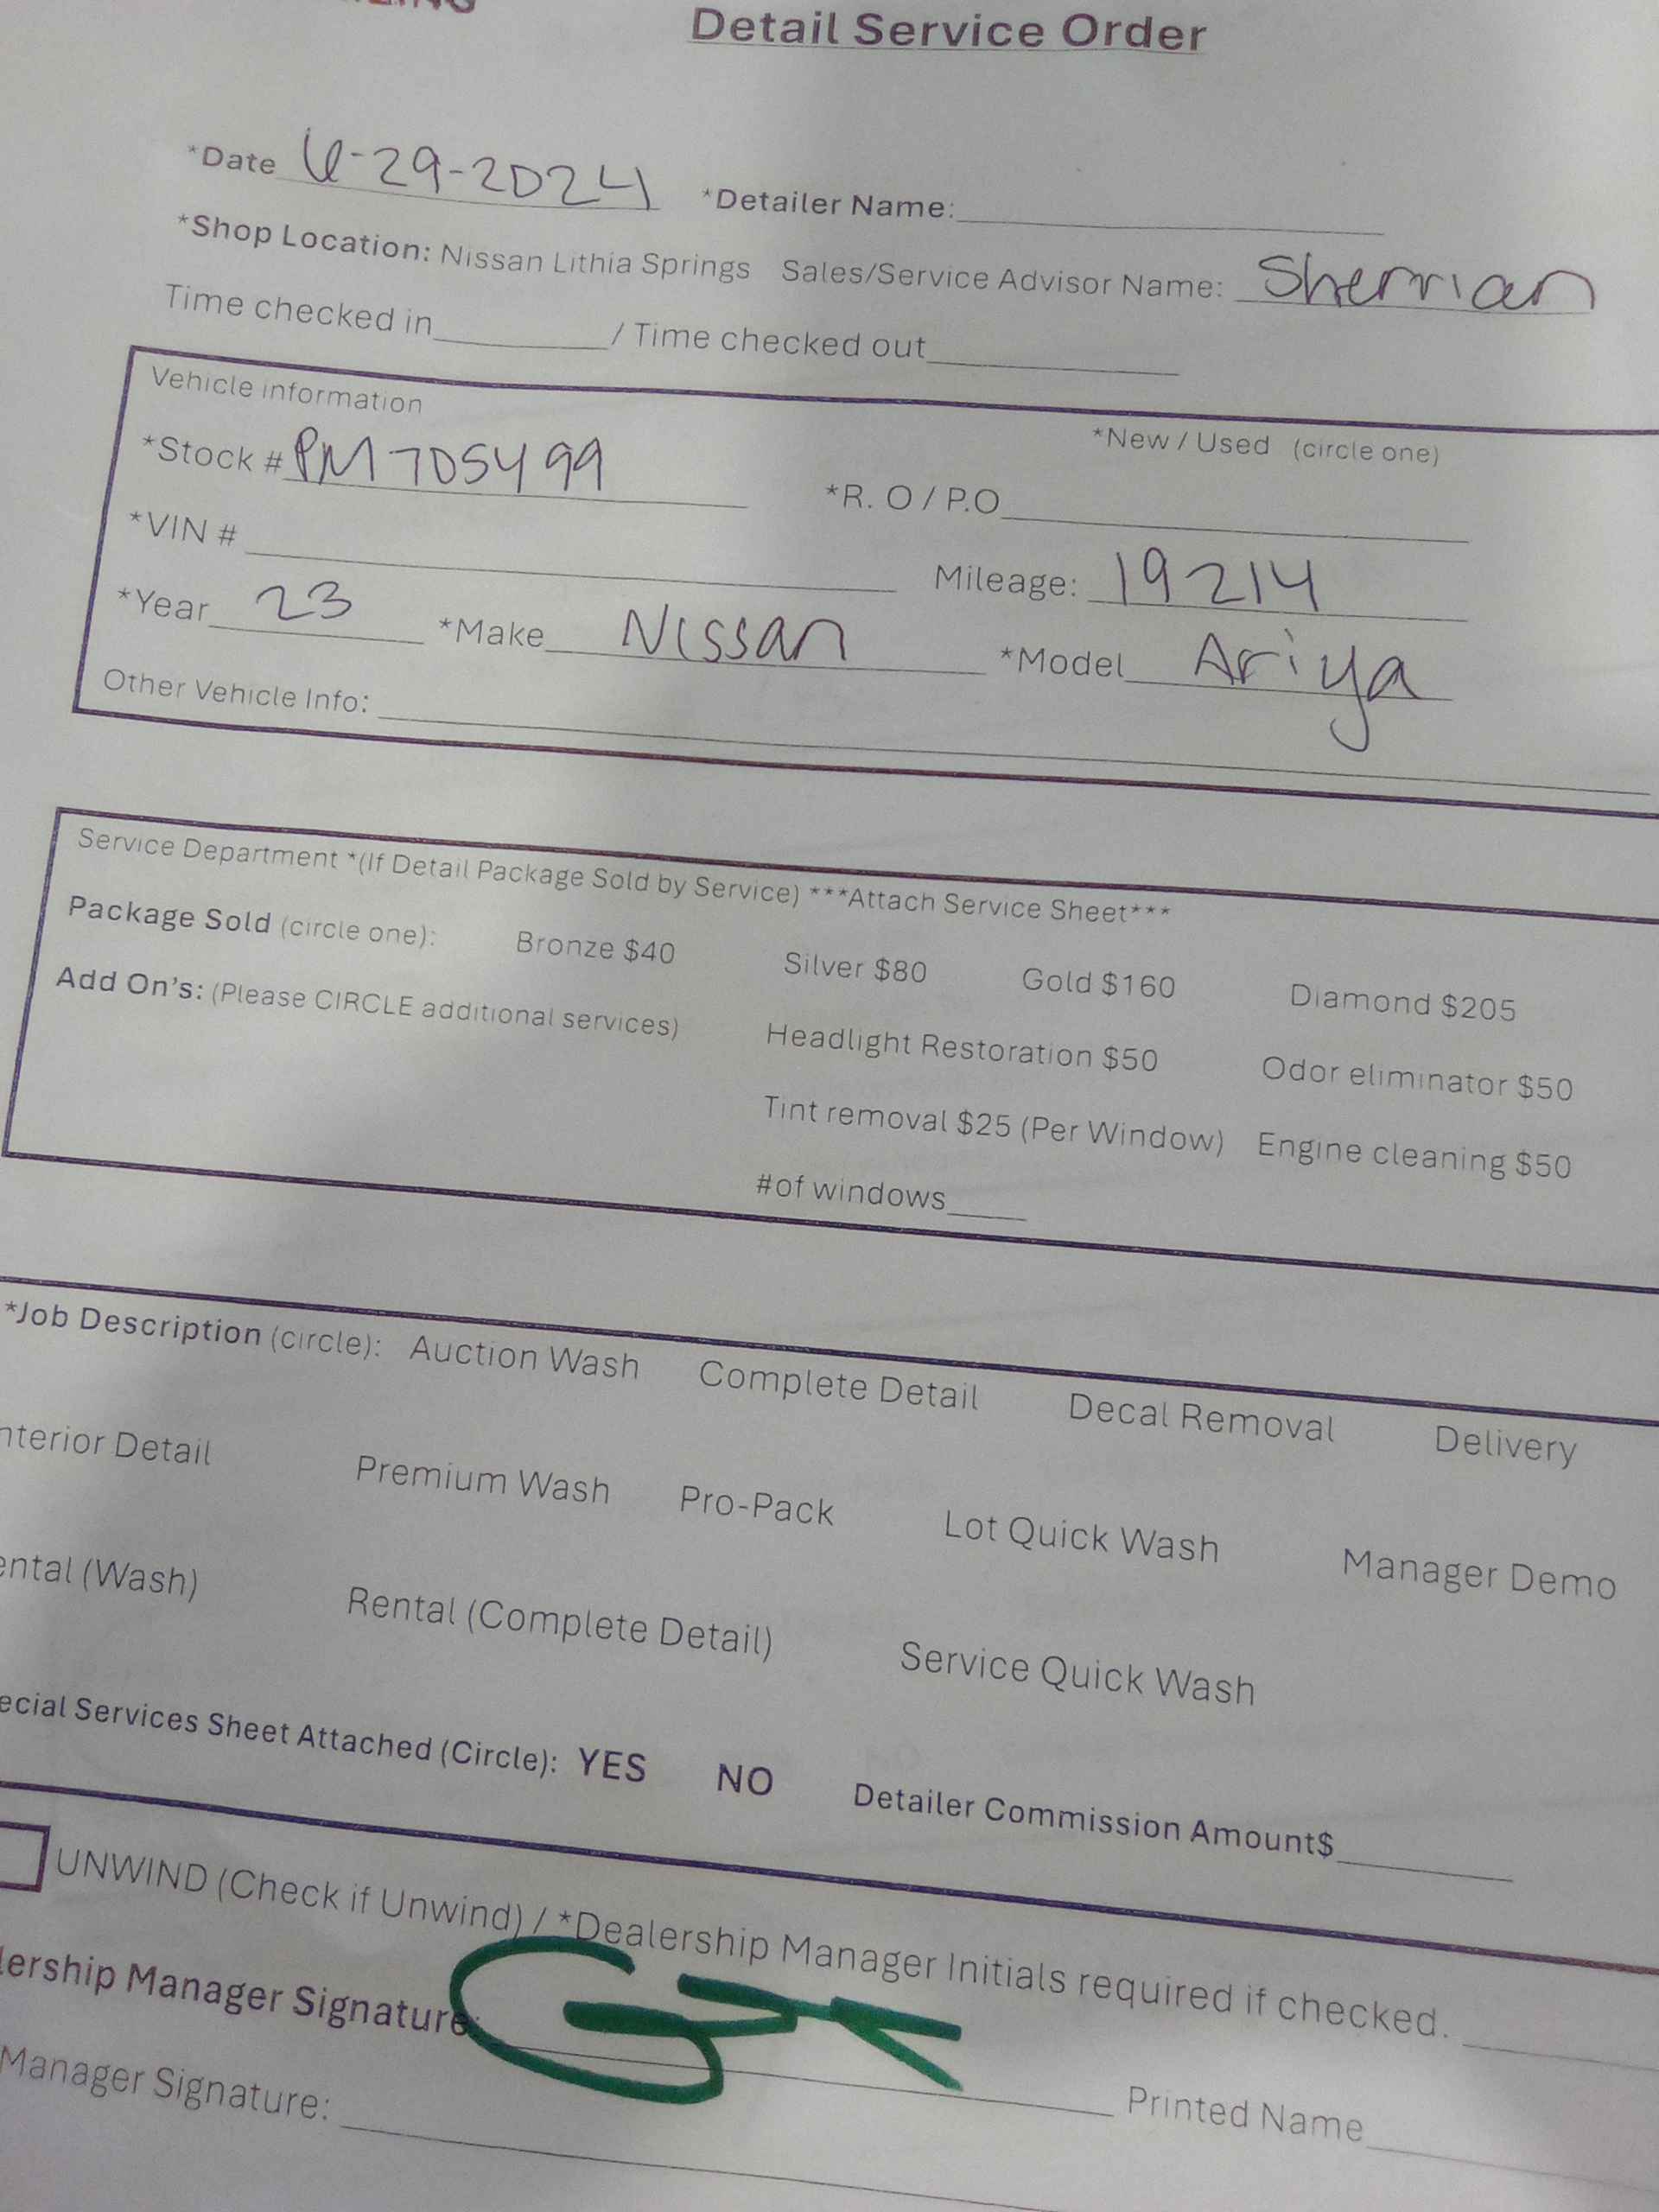 Detail Service Order
*Date 6-29-2024 *Detailer Name:
*Shop Location: Nissan Lithia Springs Sales/Service Advisor Name: Sherrian
Time checked in / Time checked out
Vehicle information
*New / Used (circle one)
*Stock # PM705499
*R. O / P.O
*VIN #
Mileage: 19214
*Year 23 *Make Nissan *Model Ariya
Other Vehicle Info:
Service Department *(If Detail Package Sold by Service) ***Attach Service Sheet***
Package Sold (circle one): Bronze $40 Silver $80 Gold $160 Diamond $205
Add On's: (Please CIRCLE additional services) Headlight Restoration $50 Odor eliminator $50
Tint removal $25 (Per Window) Engine cleaning $50
#of windows
*Job Description (circle): Auction Wash Complete Detail Decal Removal Delivery
nterior Detail Premium Wash Pro-Pack Lot Quick Wash Manager Demo
ental (Wash) Rental (Complete Detail) Service Quick Wash
ecial Services Sheet Attached (Circle): YES NO Detailer Commission Amount$
UNWIND (Check if Unwind) / *Dealership Manager Initials required if checked.
lership Manager Signature:
Printed Name
Manager Signature: